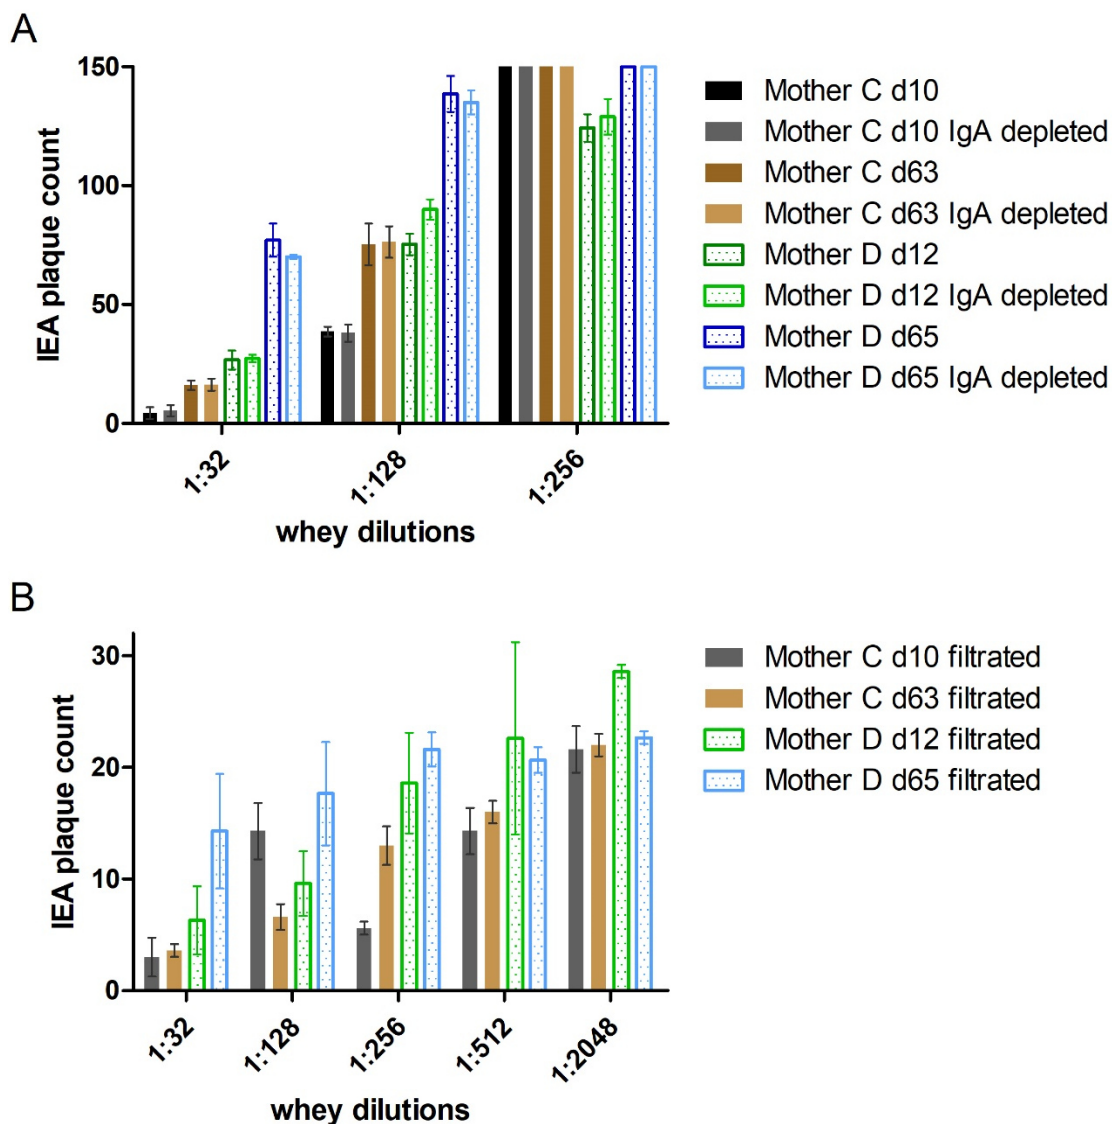 A
150
100
50
0
IEA plaque count
1:32
1:128
1:256
whey dilutions
Mother C d10
Mother C d10 IgA depleted
Mother C d63
Mother C d63 IgA depleted
Mother D d12
Mother D d12 IgA depleted
Mother D d65
Mother D d65 IgA depleted
B
30
20
10
0
IEA plaque count
1:32
1:128
1:256
1:512
1:2048
whey dilutions
Mother C d10 filtrated
Mother C d63 filtrated
Mother D d12 filtrated
Mother D d65 filtrated